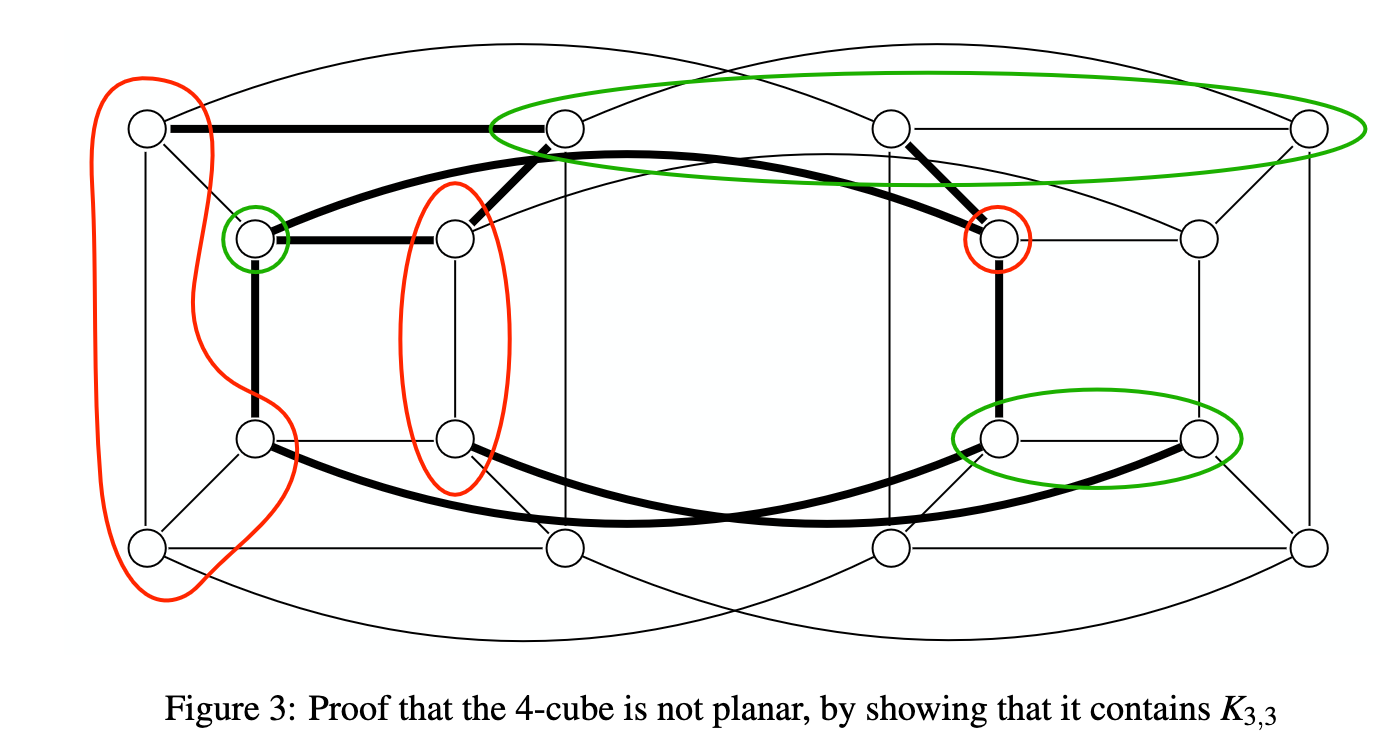 Figure 3: Proof that the 4-cube is not planar, by showing that it contains K3,3